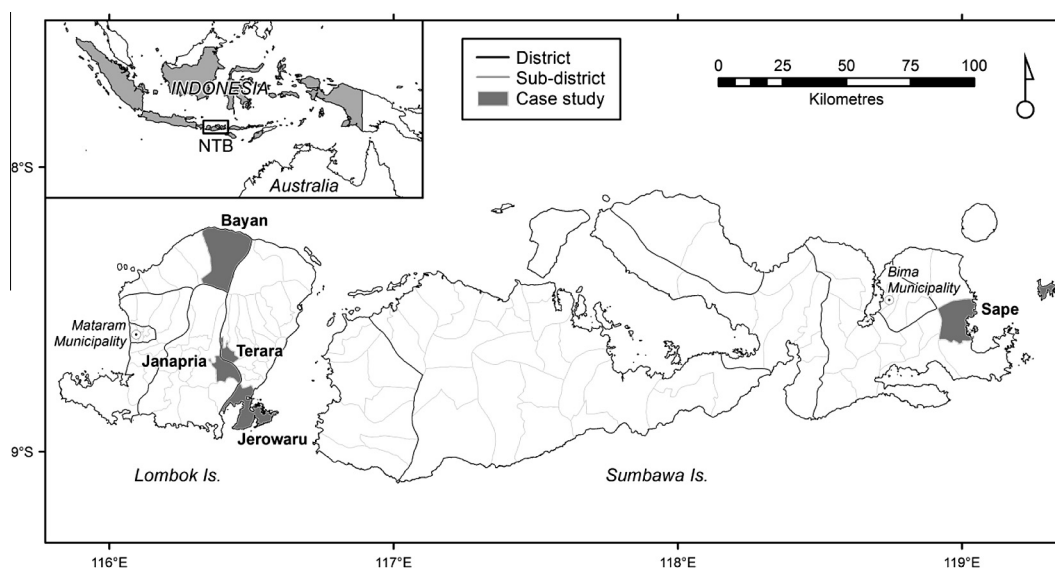 INDONESIA
NTB
Australia
District
Sub-district
Case study
0 25 50 75 100
Kilometres
8°S
Bayan
Bima
Municipality
Sape
Mataram
Municipality
Terara
Janapria
Jerowaru
9°S
Lombok Is.
Sumbawa Is.
116°E 117°E 118°E 119°E